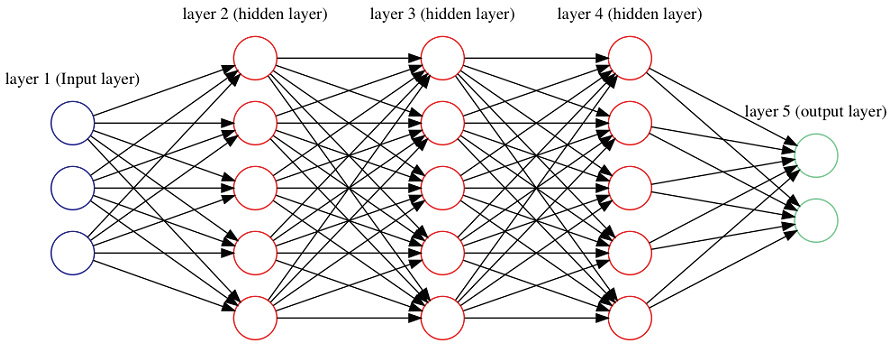 layer 2 (hidden layer)
layer 3 (hidden layer)
layer 4 (hidden layer)
layer 1 (Input layer)
layer 5 (output layer)